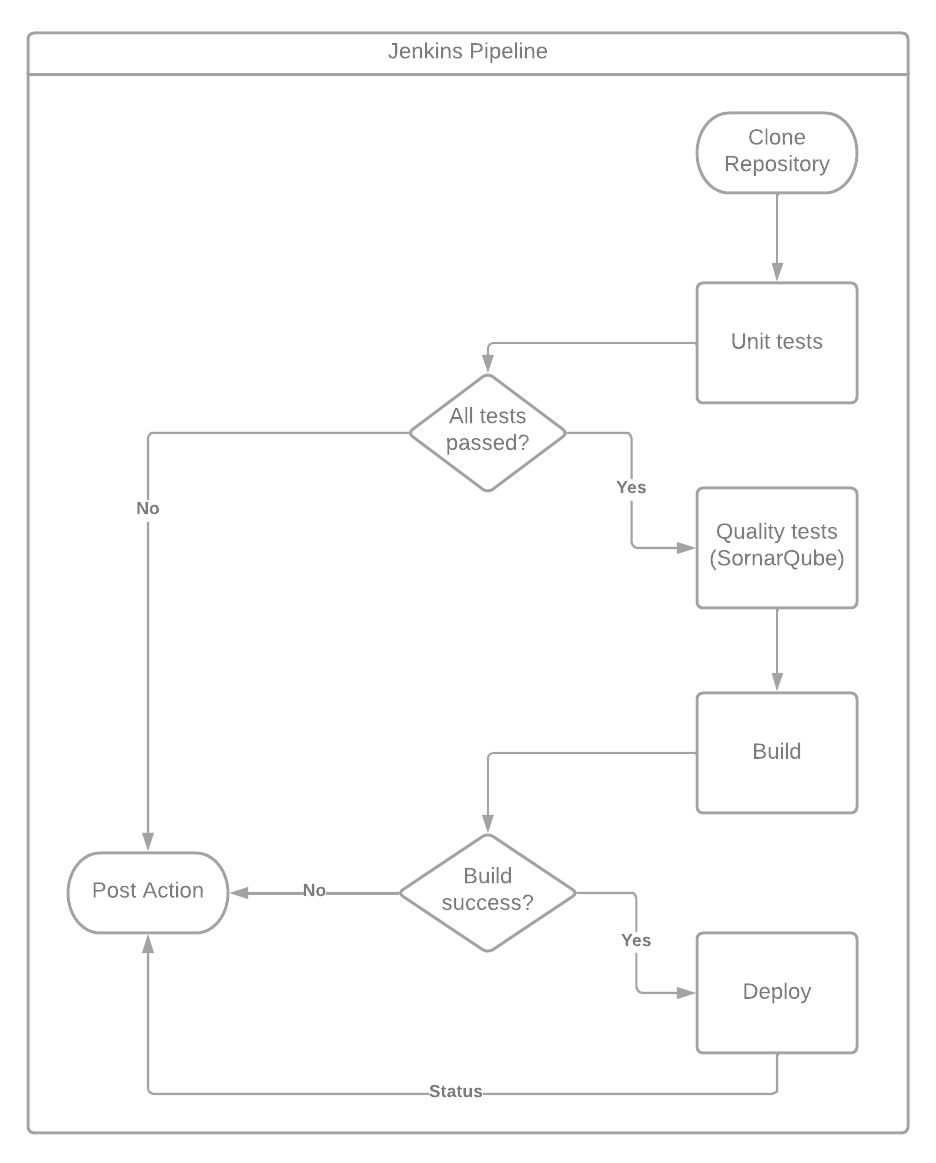 Jenkins Pipeline
Clone
Repository
Unit tests
All tests
passed?
No
Yes
Quality tests
(SornarQube)
Build
Build
success?
No
Post Action
Yes
Deploy
Status